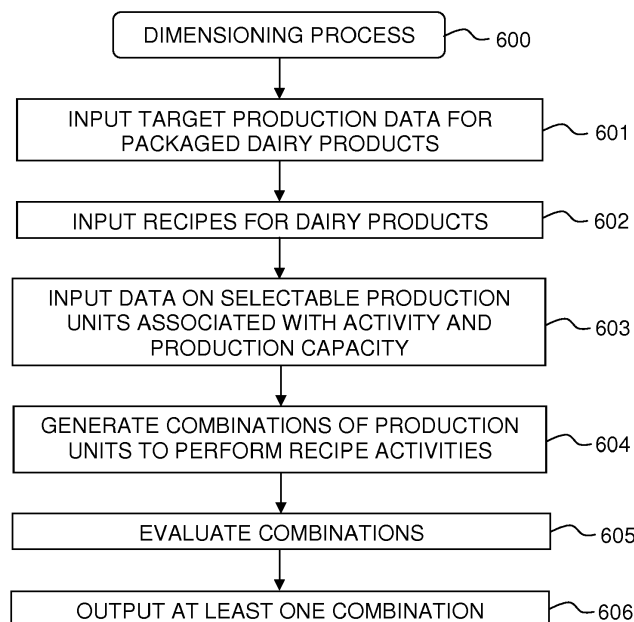 DIMENSIONING PROCESS
600
INPUT TARGET PRODUCTION DATA FOR
PACKAGED DAIRY PRODUCTS
601
INPUT RECIPES FOR DAIRY PRODUCTS
602
INPUT DATA ON SELECTABLE PRODUCTION
UNITS ASSOCIATED WITH ACTIVITY AND
PRODUCTION CAPACITY
603
GENERATE COMBINATIONS OF PRODUCTION
UNITS TO PERFORM RECIPE ACTIVITIES
604
EVALUATE COMBINATIONS
605
OUTPUT AT LEAST ONE COMBINATION
606